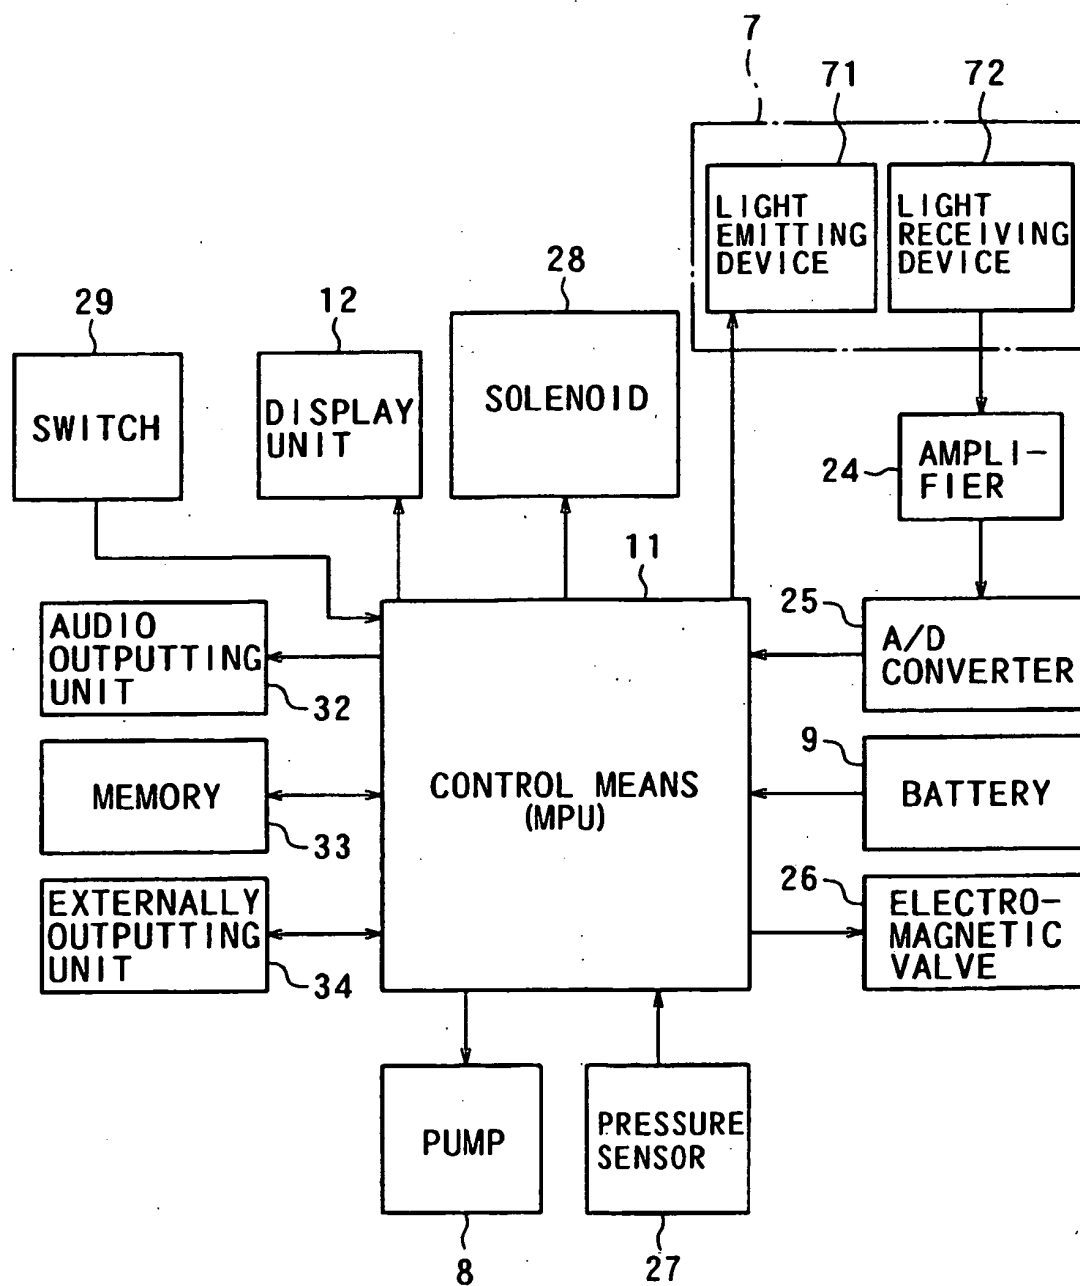 7
71
72
LIGHT
EMITTING
DEVICE
LIGHT
RECEIVING
DEVICE
28
29
12
SOLENOID
SWITCH
DISPLAY
UNIT
24
AMPLI-
FIER
11
25
A/D
CONVERTER
AUDIO
OUTPUTTING
UNIT
32
9
BATTERY
MEMORY
33
CONTROL MEANS
(MPU)
26
ELECTRO-
MAGNETIC
VALVE
EXTERNALLY
OUTPUTTING
UNIT
34
PUMP
PRESSURE
SENSOR
8
27